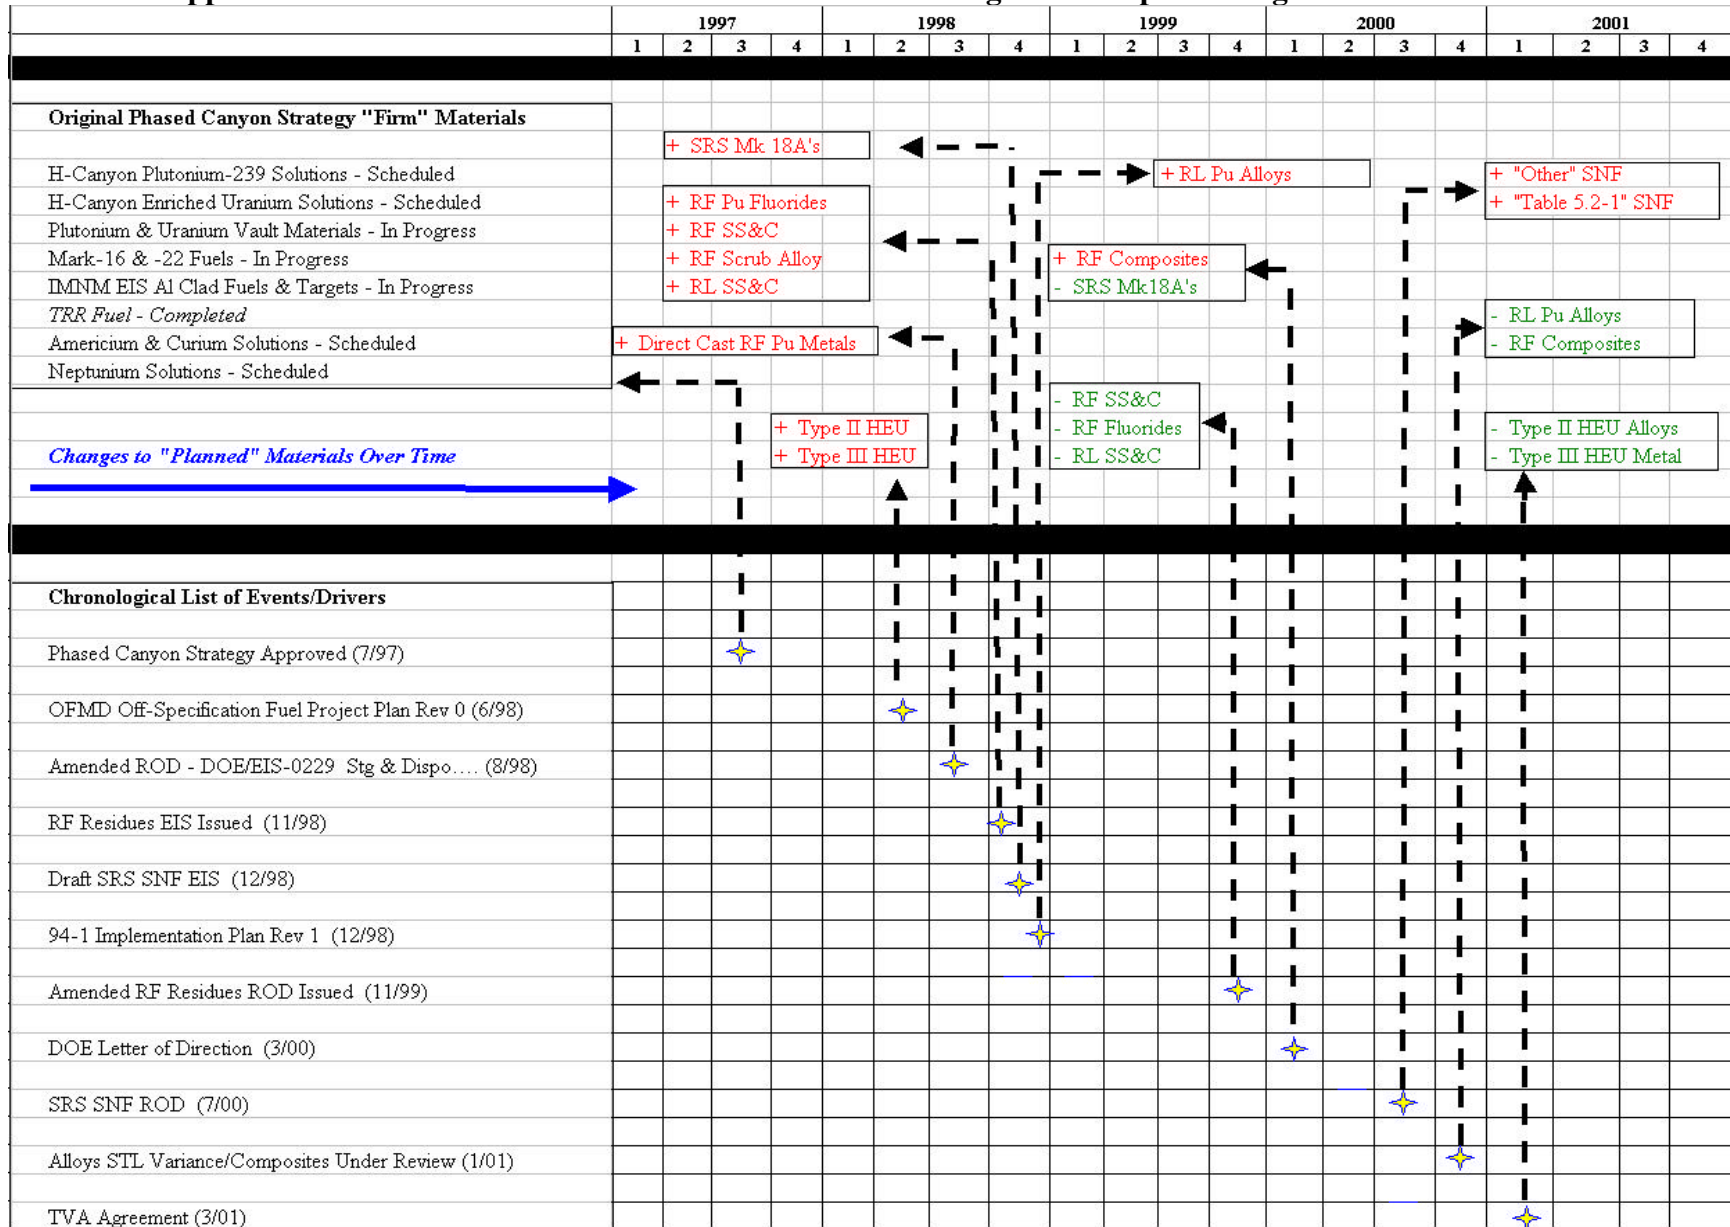 1997 1998 1999 2000 2001
1 2 3 4 1 2 3 4 1 2 3 4 1 2 3 4 1 2 3 4
Original Phased Canyon Strategy "Firm" Materials
H-Canyon Plutonium-239 Solutions - Scheduled
H-Canyon Enriched Uranium Solutions - Scheduled
Plutonium & Uranium Vault Materials - In Progress
Mark-16 & -22 Fuels - In Progress
IMNM EIS Al Clad Fuels & Targets - In Progress
TRR Fuel - Completed
Americium & Curium Solutions - Scheduled
Neptunium Solutions - Scheduled
Changes to "Planned" Materials Over Time
+ SRS Mk 18A's
+ RF Pu Fluorides
+ RF SS&C
+ RF Scrub Alloy
+ RL SS&C
+ Direct Cast RF Pu Metals
+ Type II HEU
+ Type III HEU
+ RL Pu Alloys
+ RF Composites
- SRS Mk18A's
- RF SS&C
- RF Fluorides
- RL SS&C
+ "Other" SNF
+ "Table 5.2-1" SNF
- RL Pu Alloys
- RF Composites
- Type II HEU Alloys
- Type III HEU Metal
Chronological List of Events/Drivers
Phased Canyon Strategy Approved (7/97)
OFMD Off-Specification Fuel Project Plan Rev 0 (6/98)
Amended ROD - DOE/EIS-0229 Stg & Dispo.... (8/98)
RF Residues EIS Issued (11/98)
Draft SRS SNF EIS (12/98)
94-1 Implementation Plan Rev 1 (12/98)
Amended RF Residues ROD Issued (11/99)
DOE Letter of Direction (3/00)
SRS SNF ROD (7/00)
Alloys STL Variance/Composites Under Review (1/01)
TVA Agreement (3/01)